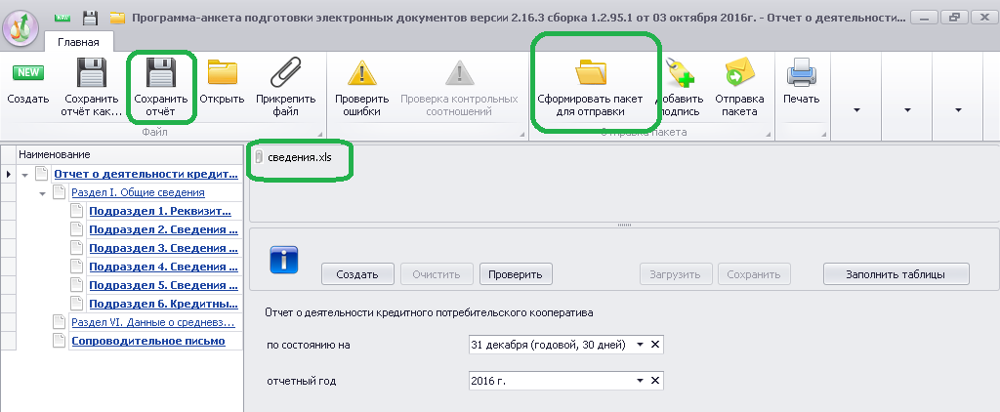 NEW
Программа-анкета подготовки электронных документов версии 2.16.3 сборка 1.2.95.1 от 03 октября 2016г. - Отчет о деятельности...
Главная
NEW
Создать
Сохранить
отчёт как...
Сохранить
отчёт
Открыть
Прикрепить
файл
Файл
Проверить
ошибки
Проверка контрольных
соотношений
Сформировать пакет
для отправки
Добавить
подпись
Отправка
пакета
Отправка пакета
Печать
Наименование
Отчет о деятельности кредит...
Раздел I. Общие сведения
Подраздел 1. Реквизит...
Подраздел 2. Сведения ...
Подраздел 3. Сведения ...
Подраздел 4. Сведения ...
Подраздел 5. Сведения ...
Подраздел 6. Кредитны...
Раздел VI. Данные о средневз...
Сопроводительное письмо
сведения.xls
Создать
Очистить
Проверить
Загрузить
Сохранить
Заполнить таблицы
Отчет о деятельности кредитного потребительского кооператива
по состоянию на
31 декабря (годовой, 30 дней)
отчетный год
2016 г.